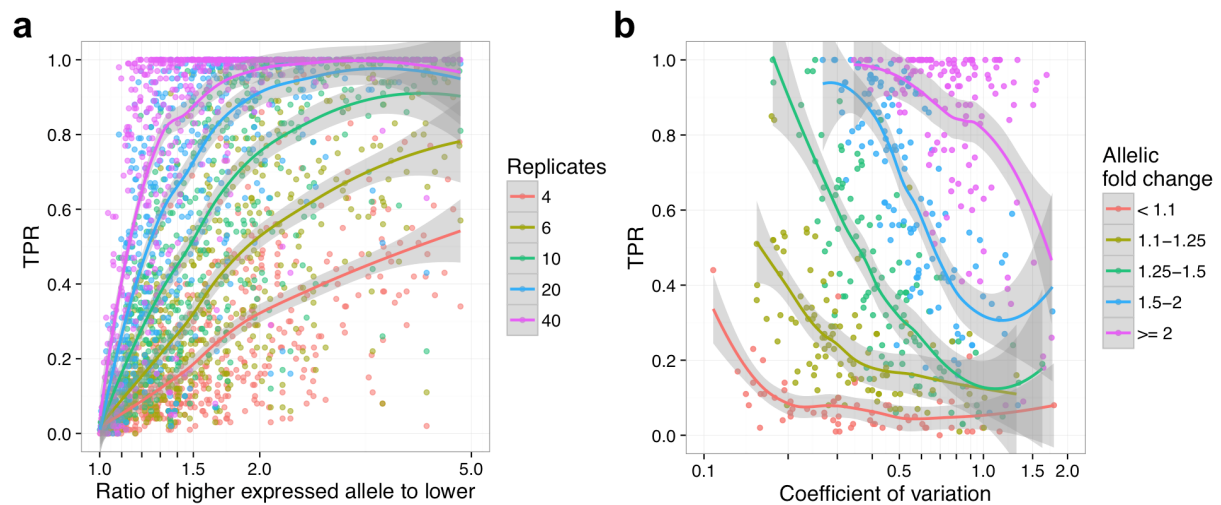 a
TPR
1.0
0.8
0.6
0.4
0.2
0.0
1.0 1.5 2.0 5.0
Ratio of higher expressed allele to lower
Replicates
4
6
10
20
40
b
TPR
1.0
0.8
0.6
0.4
0.2
0.0
0.1 0.5 1.0 1.5 2.0
Coefficient of variation
Allelic
fold change
< 1.1
1.1−1.25
1.25−1.5
1.5−2
>= 2